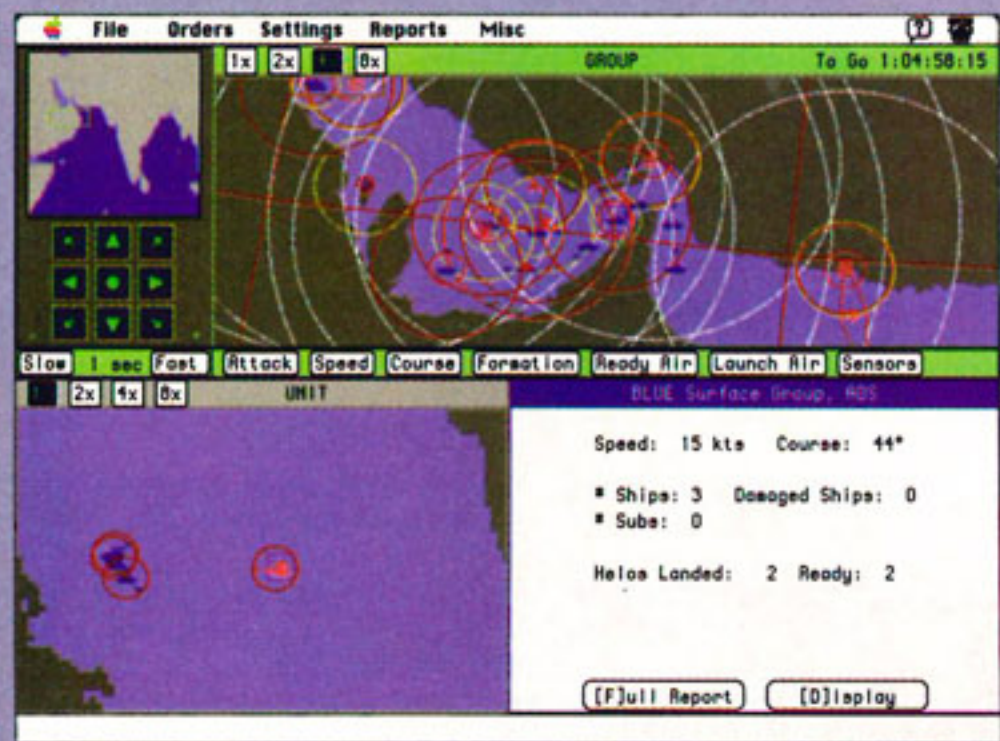 File Orders Settings Reports Misc
1x 2x 8x GROUP To Go 1:04:58:15
Slow 1 sec Fast Attack Speed Course Formation Ready Air Launch Air Sensors
2x 4x 8x UNIT
BLUE Surface Group, ABS
Speed: 15 kts Course: 44°
# Ships: 3 Damaged Ships: 0
# Subs: 0
Helos Landed: 2 Ready: 2
[F]ull Report [D]isplay